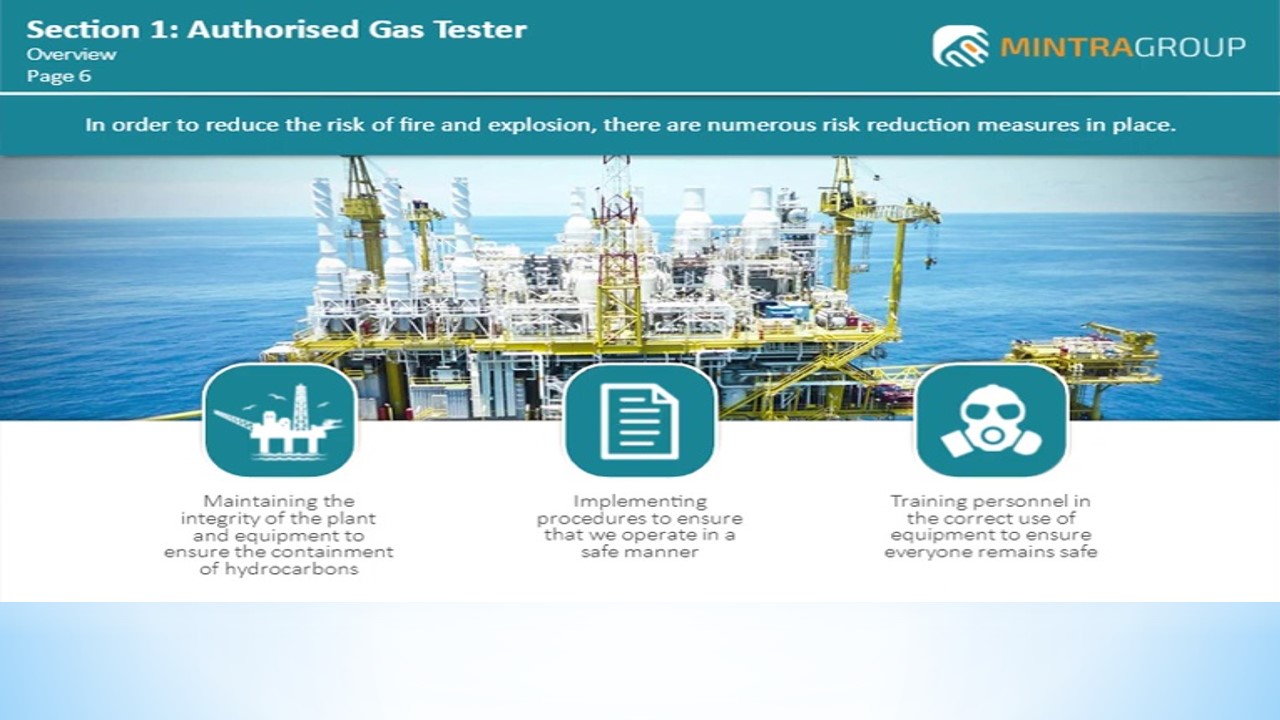 Section 1: Authorised Gas Tester
Overview
Page 6
MINTRAGROUP
In order to reduce the risk of fire and explosion, there are numerous risk reduction measures in place.
Maintaining the
integrity of the plant
and equipment to
ensure the containment
of hydrocarbons
Implementing
procedures to ensure
that we operate in a
safe manner
Training personnel in
the correct use of
equipment to ensure
everyone remains safe